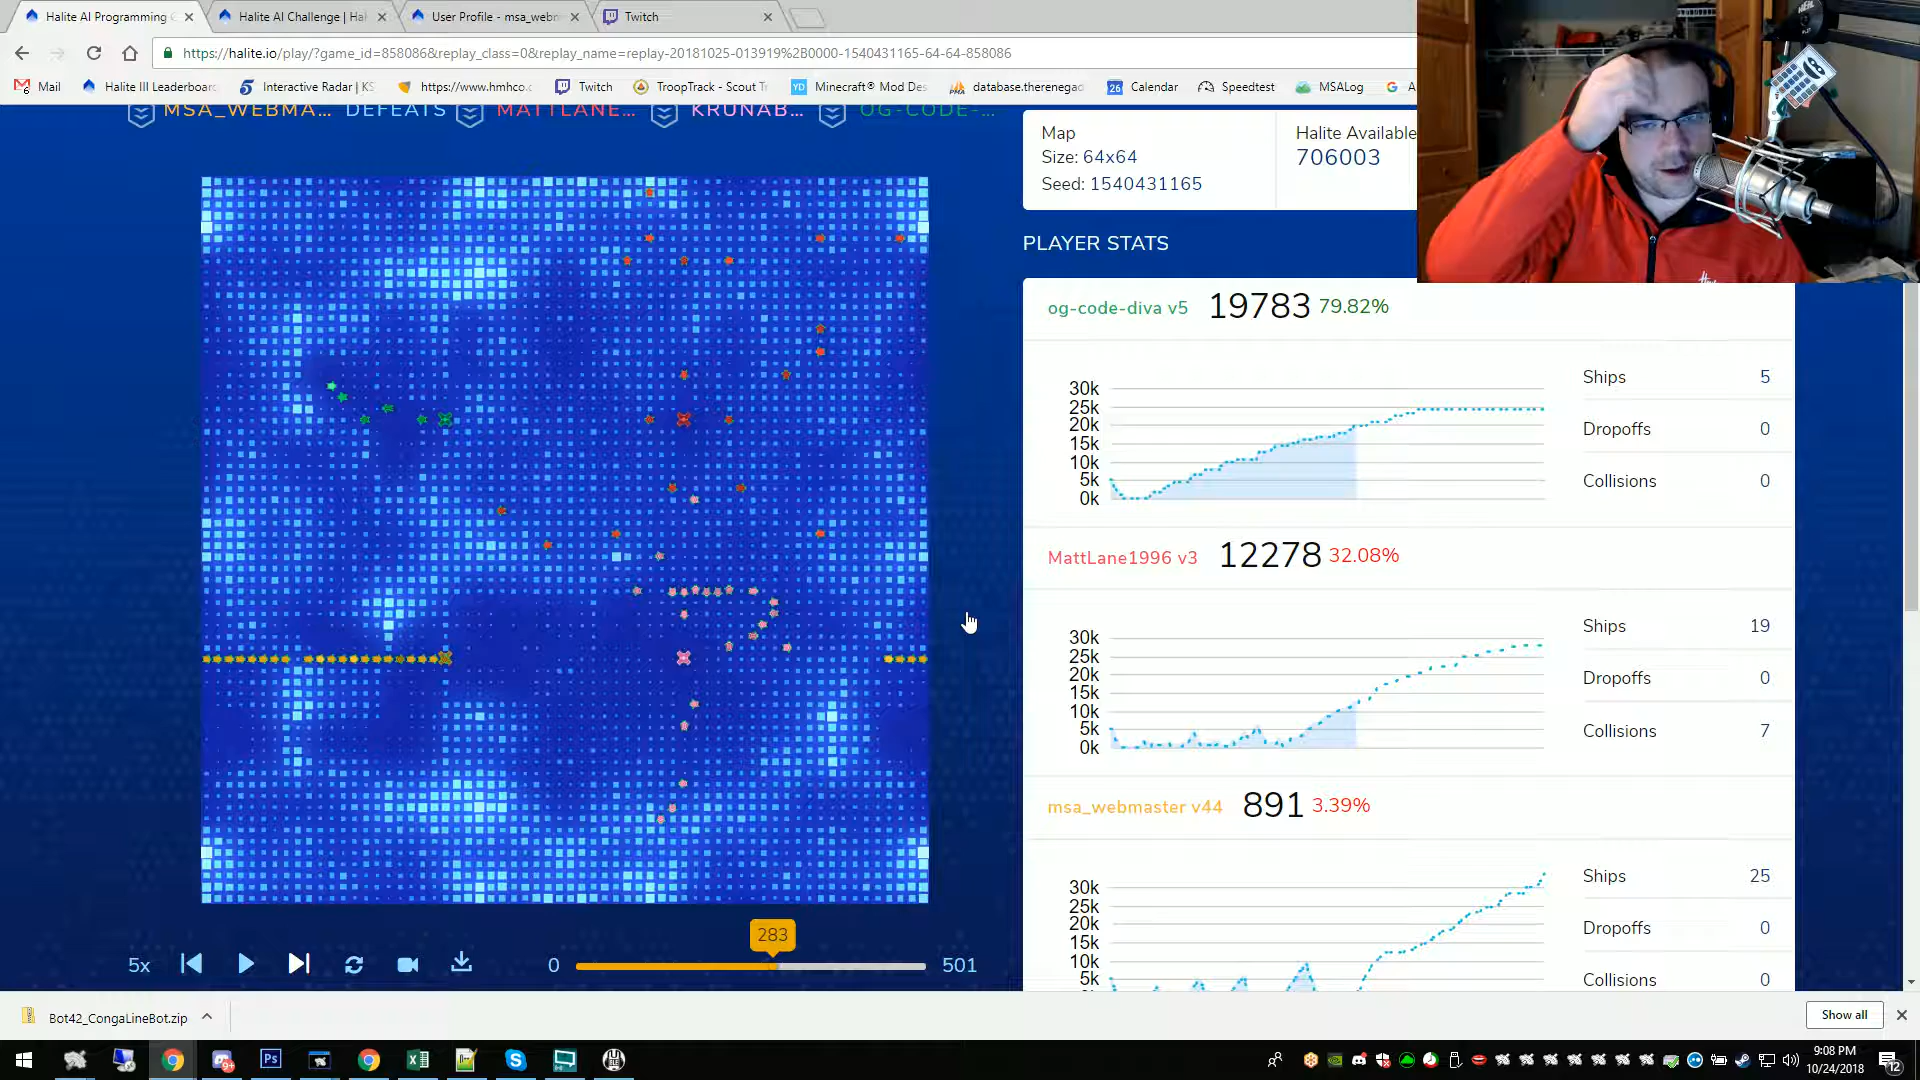 Halite AI Programming C
Halite AI Challenge | Hal
User Profile - msa_webm
Twitch
https://halite.io/play/?game_id=858086&replay_class=0&replay_name=replay-20181025-013919%2B0000-1540431165-64-64-858086
Mail
Halite III Leaderboar
Interactive Radar | KS
https://www.hmhco.c
Twitch
TroopTrack - Scout Tr
Minecraft® Mod Des
database.therenegad
Calendar
Speedtest
MSALog
A
MSA_WEBMA... DEFEATS MATTLANE... KRUNAB... OG-CODE-...
Map
Size: 64x64
Seed: 1540431165
Halite Available
706003
PLAYER STATS
og-code-diva v5 19783 79.82%
30k
25k
20k
15k
10k
5k
0k
Ships 5
Dropoffs 0
Collisions 0
MattLane1996 v3 12278 32.08%
30k
25k
20k
15k
10k
5k
0k
Ships 19
Dropoffs 0
Collisions 7
msa_webmaster v44 891 3.39%
30k
25k
20k
15k
10k
5k
Ships 25
Dropoffs 0
Collisions 0
283
5x
0
501
Bot42_CongaLineBot.zip
Show all
9:08 PM
10/24/2018
12